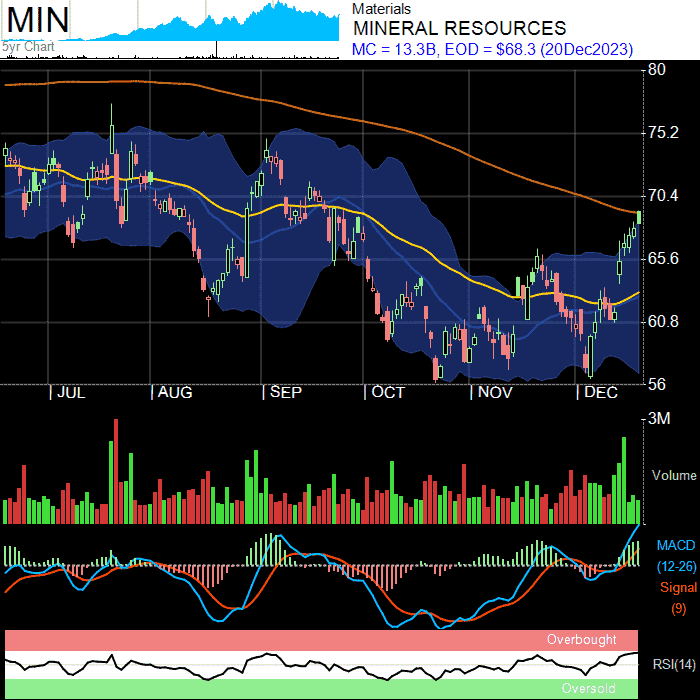 MIN
5yr Chart
Materials
MINERAL RESOURCES
MC = 13.3B, EOD = $68.3 (20Dec2023)
80
75.2
70.4
65.6
60.8
56
JUL AUG SEP OCT NOV DEC
3M
Volume
MACD
(12-26)
Signal
(9)
Overbought
RSI(14)
Oversold